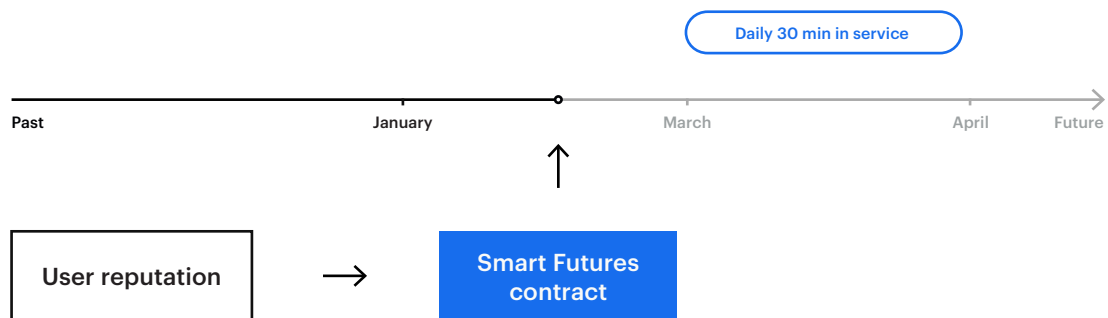 Daily 30 min in service
Past
January
March
April
Future
User reputation
Smart Futures
contract